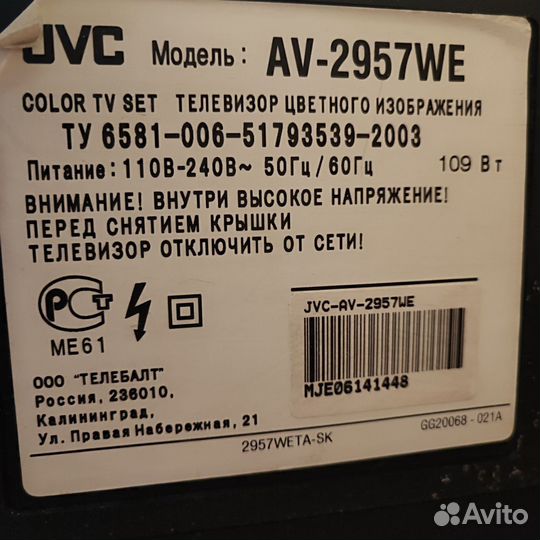 JVC Модель: AV-2957WE
COLOR TV SET ТЕЛЕВИЗОР ЦВЕТНОГО ИЗОБРАЖЕНИЯ
ТУ 6581-006-51793539-2003
Питание: 110В-240В~ 50Гц/60Гц 109 Вт
ВНИМАНИЕ! ВНУТРИ ВЫСОКОЕ НАПРЯЖЕНИЕ!
ПЕРЕД СНЯТИЕМ КРЫШКИ
ТЕЛЕВИЗОР ОТКЛЮЧИТЬ ОТ СЕТИ!
РСТ
ME61
JVC-AV-2957WE
MJE06141448
ООО "ТЕЛЕБАЛТ"
Россия, 236010,
Калининград,
Ул. Правая Набережная, 21
2957WETA-SK
GG20068-021A
Avito